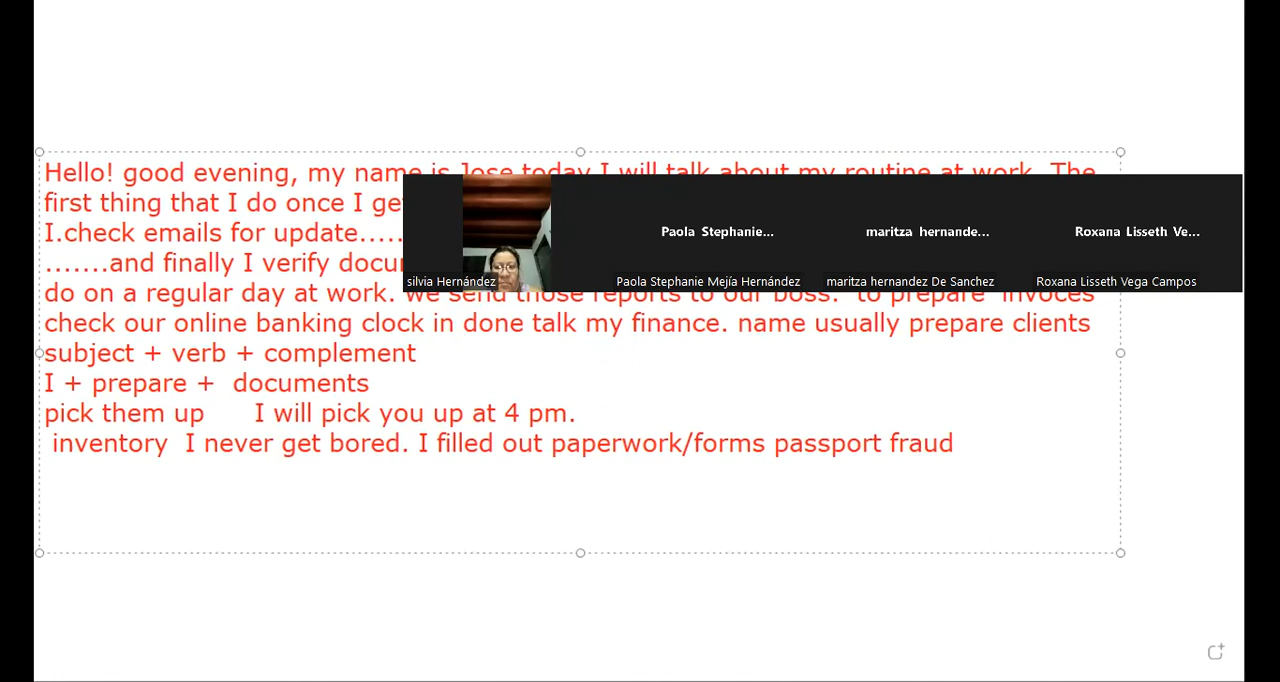 Hello! good evening, my name is Jose today I will talk about my routine at work. The
first thing that I do once I ge
I.check emails for update.....
.......and finally I verify docu
do on a regular day at work. we send those reports to our boss. to prepare invoces
check our online banking clock in done talk my finance. name usually prepare clients
subject + verb + complement
I + prepare + documents
pick them up I will pick you up at 4 pm.
inventory I never get bored. I filled out paperwork/forms passport fraud
Paola Stephanie... maritza hernande... Roxana Lisseth Ve...
silvia Hernández Paola Stephanie Mejía Hernández maritza hernandez De Sanchez Roxana Lisseth Vega Campos